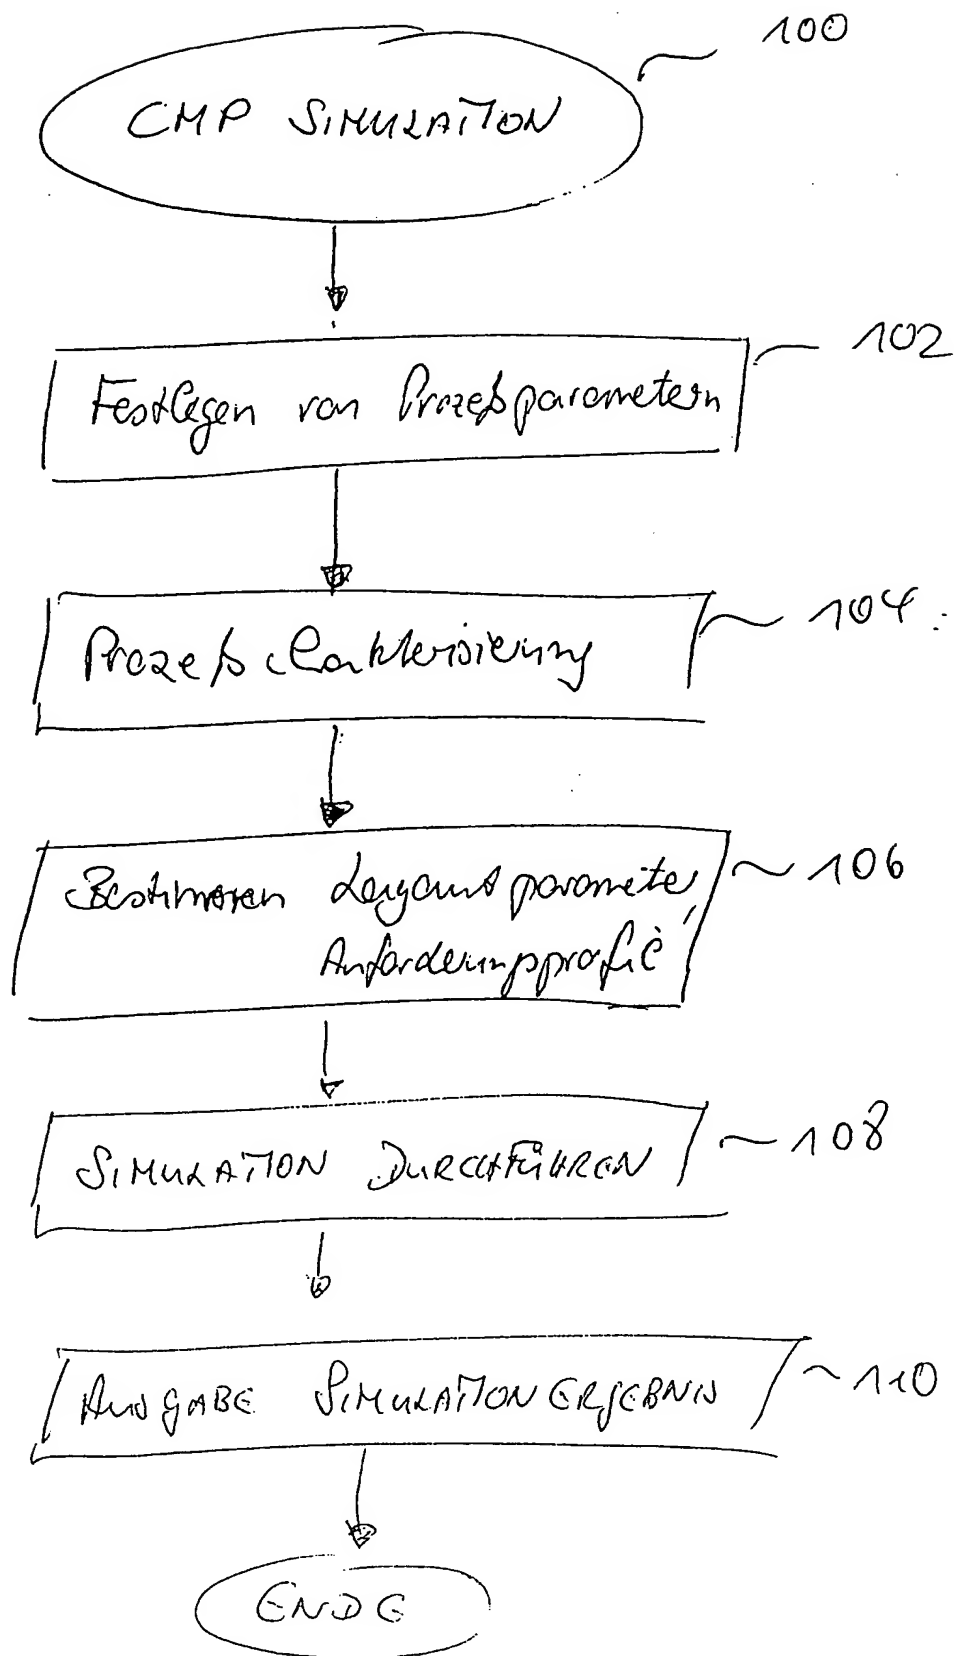 100
CMP SIMULATION
102
Festlegen von Prozeßparametern
104
Prozeßcharakterisierung
106
Bestimmen Layoutparameter,
Anforderungsprofil
108
SIMULATION DURCHFÜHREN
110
AUSGABE SIMULATIONERGEBNIS
ENDE